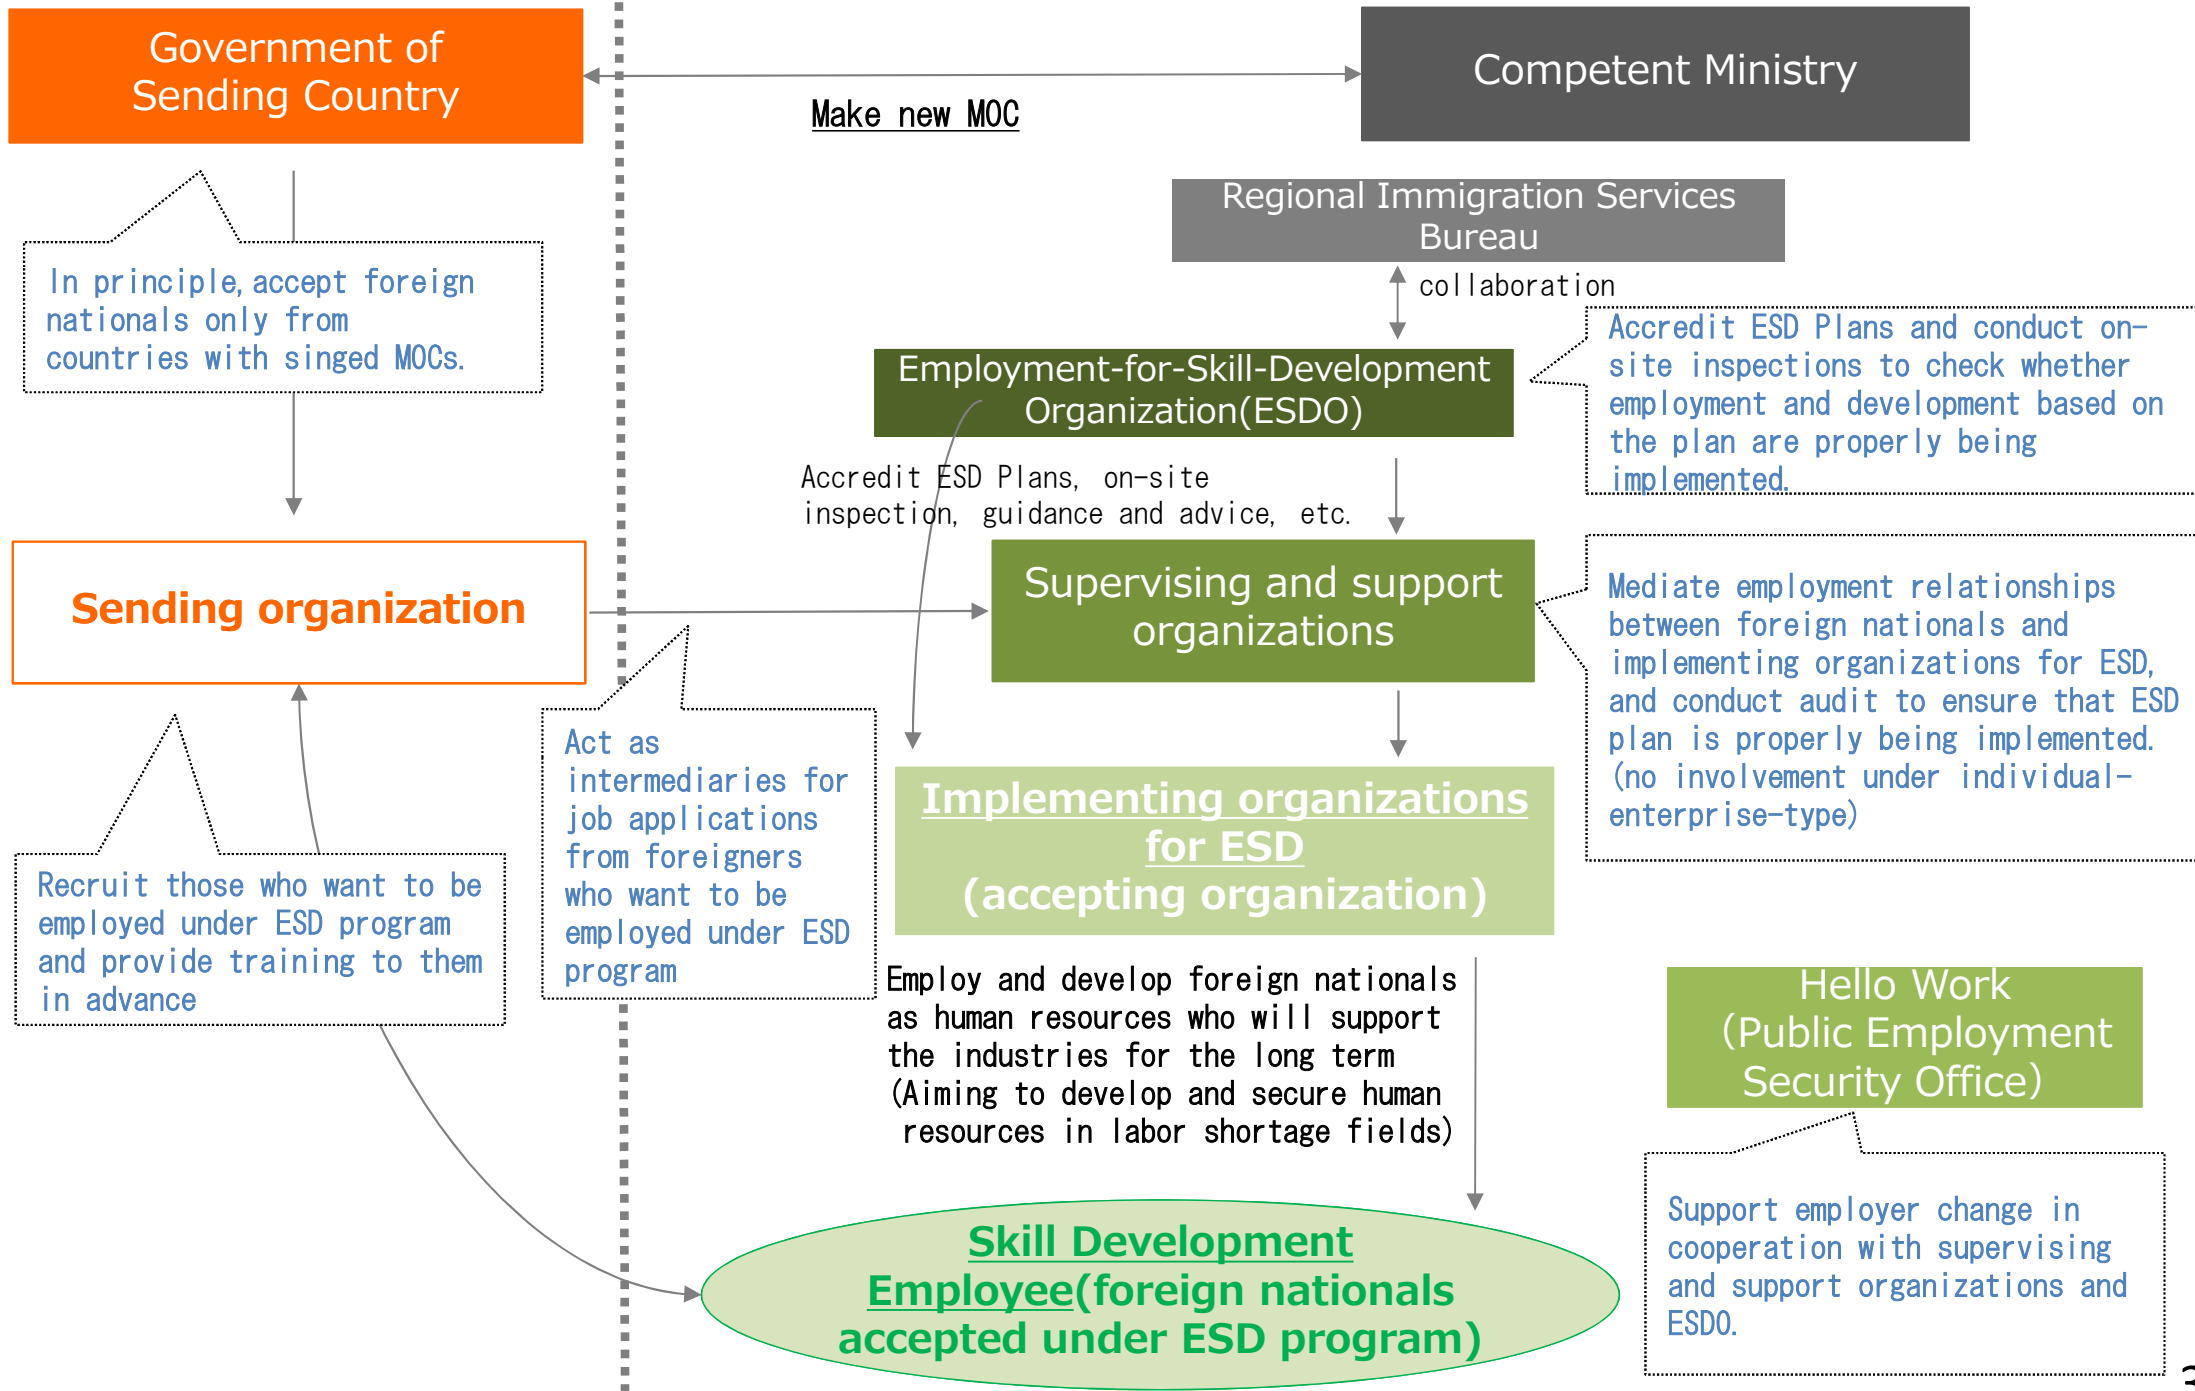 Government of
Sending Country
Competent Ministry
Make new MOC
Regional Immigration Services
Bureau
collaboration
In principle, accept foreign
nationals only from
countries with singed MOCs.
Employment-for-Skill-Development
Organization(ESDO)
Accredit ESD Plans and conduct on-
site inspections to check whether
employment and development based on
the plan are properly being
implemented.
Accredit ESD Plans, on-site
inspection, guidance and advice, etc.
Sending organization
Supervising and support
organizations
Mediate employment relationships
between foreign nationals and
implementing organizations for ESD,
and conduct audit to ensure that ESD
plan is properly being implemented.
(no involvement under individual-
enterprise-type)
Act as
intermediaries for
job applications
from foreigners
who want to be
employed under ESD
program
Implementing organizations
for ESD
(accepting organization)
Recruit those who want to be
employed under ESD program
and provide training to them
in advance
Employ and develop foreign nationals
as human resources who will support
the industries for the long term
(Aiming to develop and secure human
resources in labor shortage fields)
Hello Work
(Public Employment
Security Office)
Support employer change in
cooperation with supervising
and support organizations and
ESDO.
Skill Development
Employee(foreign nationals
accepted under ESD program)